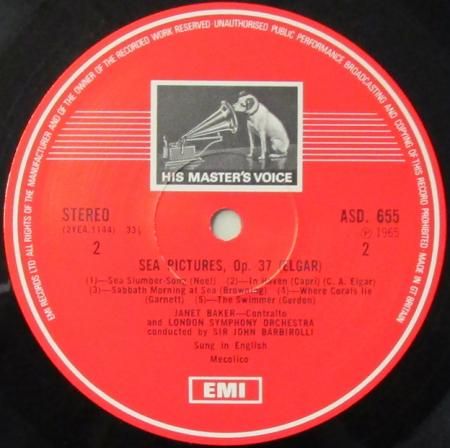 EMI RECORDS LTD ALL RIGHTS OF THE MANUFACTURER AND OF THE OWNER OF THE RECORDED WORK RESERVED·UNAUTHORISED PUBLIC PERFORMANCE BROADCASTING AND COPYING OF THIS RECORD PROHIBITED MADE IN GT BRITAIN
HIS MASTER'S VOICE
STEREO ASD. 655
(2YEA.1144) 33⅓ ℗ 1965
2 2
SEA PICTURES, Op. 37 (ELGAR)
(1)—Sea Slumber-Song (Noel) (2)—In Haven (Capri) (C. A. Elgar)
(3)—Sabbath Morning at Sea (Browning) (4)—Where Corals lie
(Garnett) (5)—The Swimmer (Gordon)
JANET BAKER—Contralto
and LONDON SYMPHONY ORCHESTRA
conducted by SIR JOHN BARBIROLLI
Sung in English
Mecolico
EMI